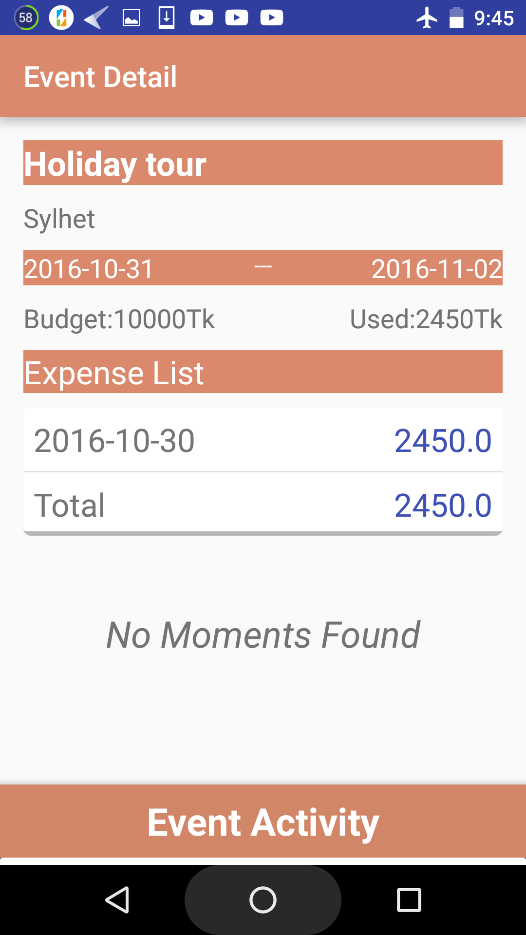 58 9:45
Event Detail
Holiday tour
Sylhet
2016-10-31 --- 2016-11-02
Budget:10000Tk Used:2450Tk
Expense List
2016-10-30 2450.0
Total 2450.0
No Moments Found
Event Activity